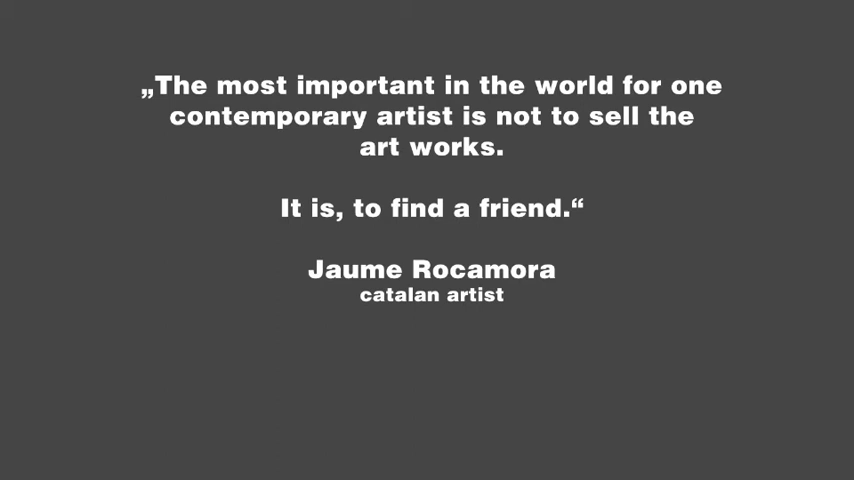 „The most important in the world for one
contemporary artist is not to sell the
art works.
It is, to find a friend.“
Jaume Rocamora
catalan artist